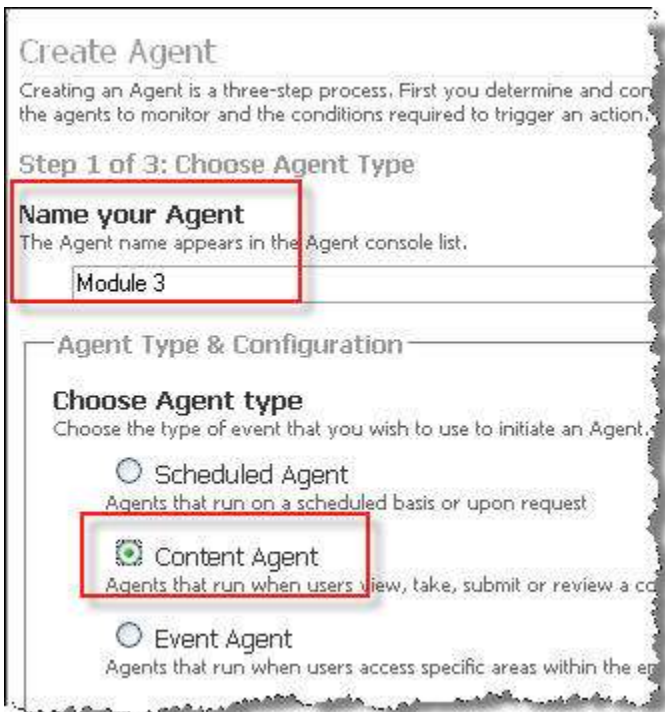 Create Agent
Creating an Agent is a three-step process. First you determine and con
the agents to monitor and the conditions required to trigger an action.
Step 1 of 3: Choose Agent Type
Name your Agent
The Agent name appears in the Agent console list.
Module 3
Agent Type & Configuration
Choose Agent type
Choose the type of event that you wish to use to initiate an Agent.
Scheduled Agent
Agents that run on a scheduled basis or upon request
Content Agent
Agents that run when users view, take, submit or review a co
Event Agent
Agents that run when users access specific areas within the en